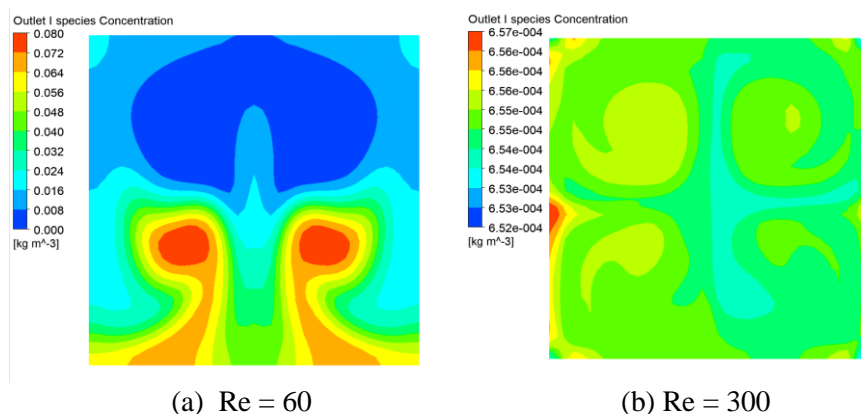 Outlet I species Concentration
0.080
0.072
0.064
0.056
0.048
0.040
0.032
0.024
0.016
0.008
0.000
[kg m^-3]
Outlet I species Concentration
6.57e-004
6.56e-004
6.56e-004
6.55e-004
6.55e-004
6.54e-004
6.54e-004
6.53e-004
6.53e-004
6.52e-004
[kg m^-3]
(a) Re = 60
(b) Re = 300